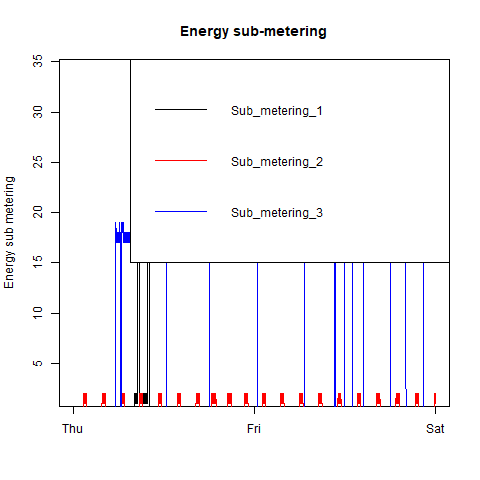 Energy sub-metering
Energy sub metering
35
30
25
20
15
10
5
Sub_metering_1
Sub_metering_2
Sub_metering_3
Thu
Fri
Sat